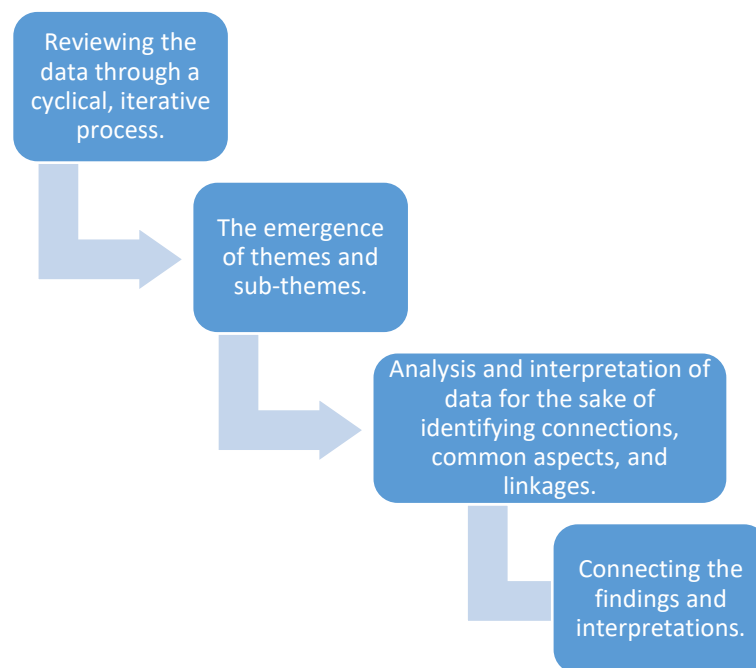 Reviewing the
data through a
cyclical, iterative
process.
The emergence
of themes and
sub-themes.
Analysis and interpretation of
data for the sake of
identifying connections,
common aspects, and
linkages.
Connecting the
findings and
interpretations.